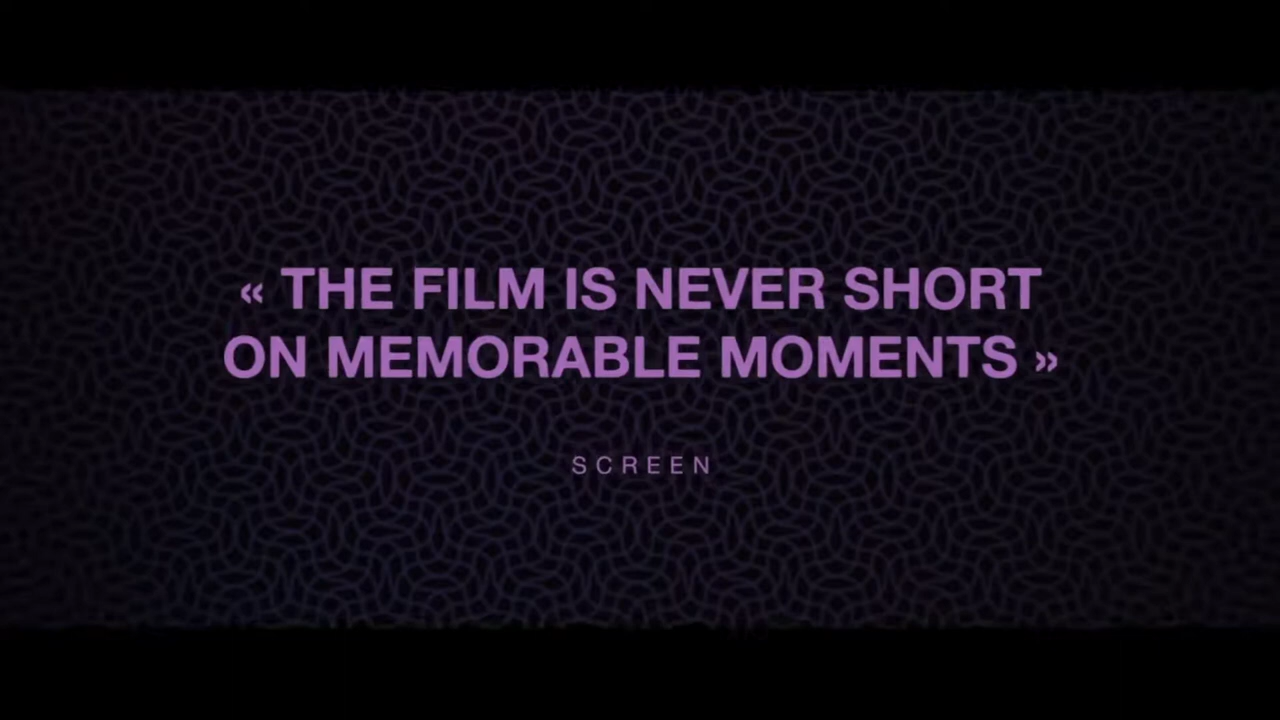 « THE FILM IS NEVER SHORT
ON MEMORABLE MOMENTS »
SCREEN